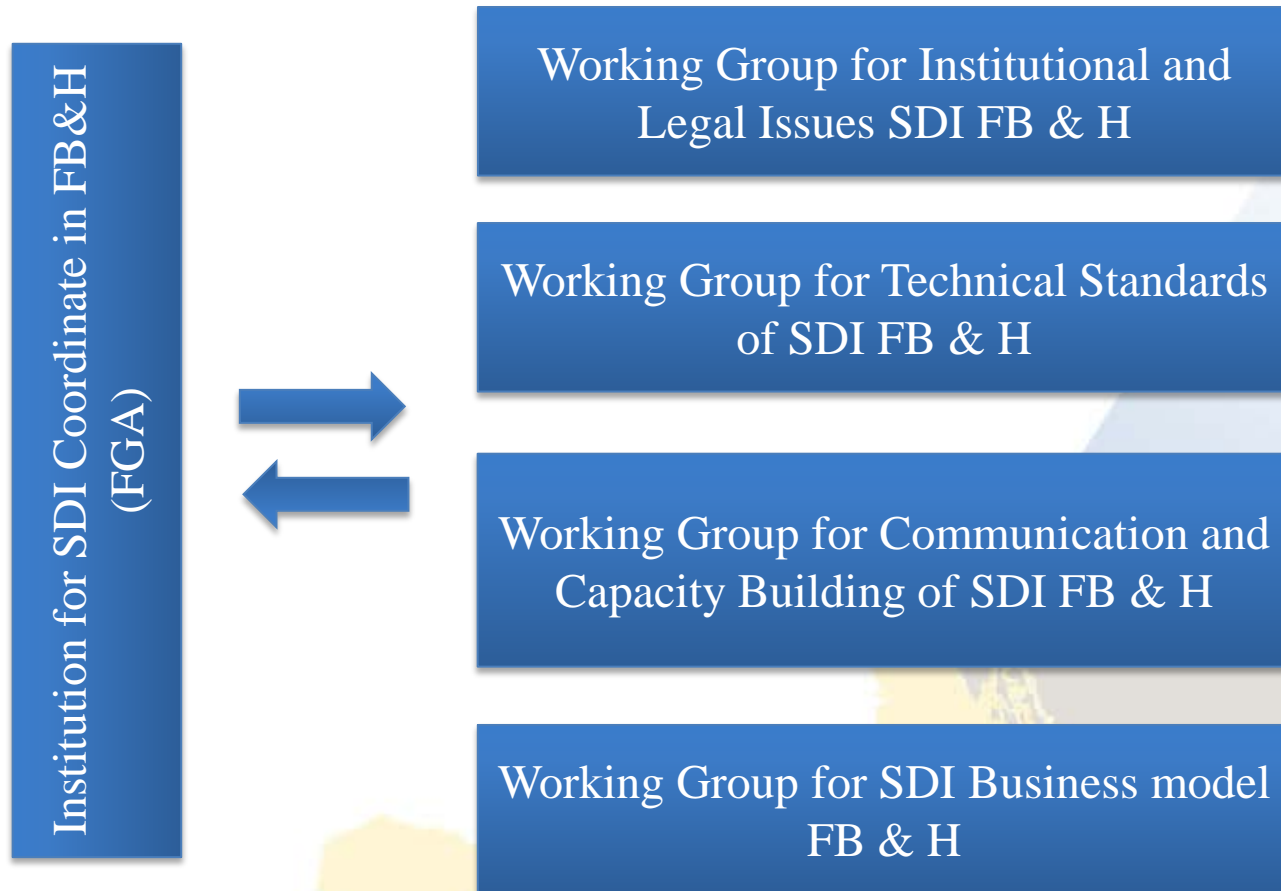 Institution for SDI Coordinate in FB&H
(FGA)
Working Group for Institutional and
Legal Issues SDI FB & H
Working Group for Technical Standards
of SDI FB & H
Working Group for Communication and
Capacity Building of SDI FB & H
Working Group for SDI Business model
FB & H